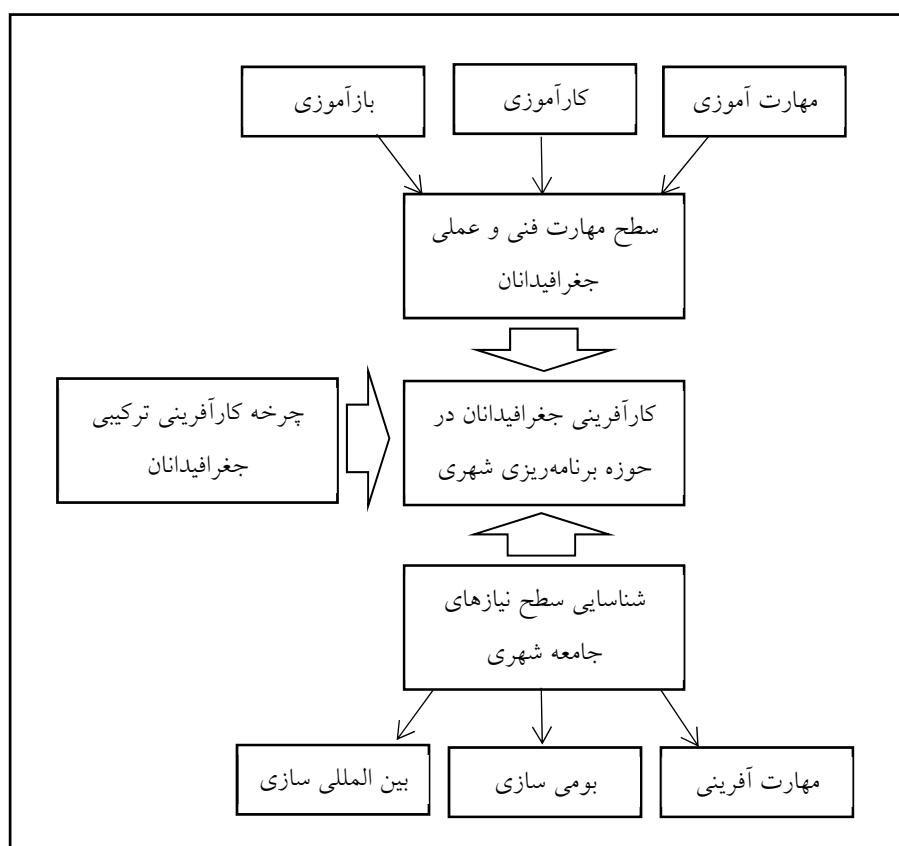 مهارت آموزی
کارآموزی
بازآموزی
سطح مهارت فنی و عملی
جغرافیدانان
چرخه کارآفرینی ترکیبی
جغرافیدانان
کارآفرینی جغرافیدانان در
حوزه برنامه‌ریزی شهری
شناسایی سطح نیازهای
جامعه شهری
مهارت آفرینی
بومی سازی
بین المللی سازی